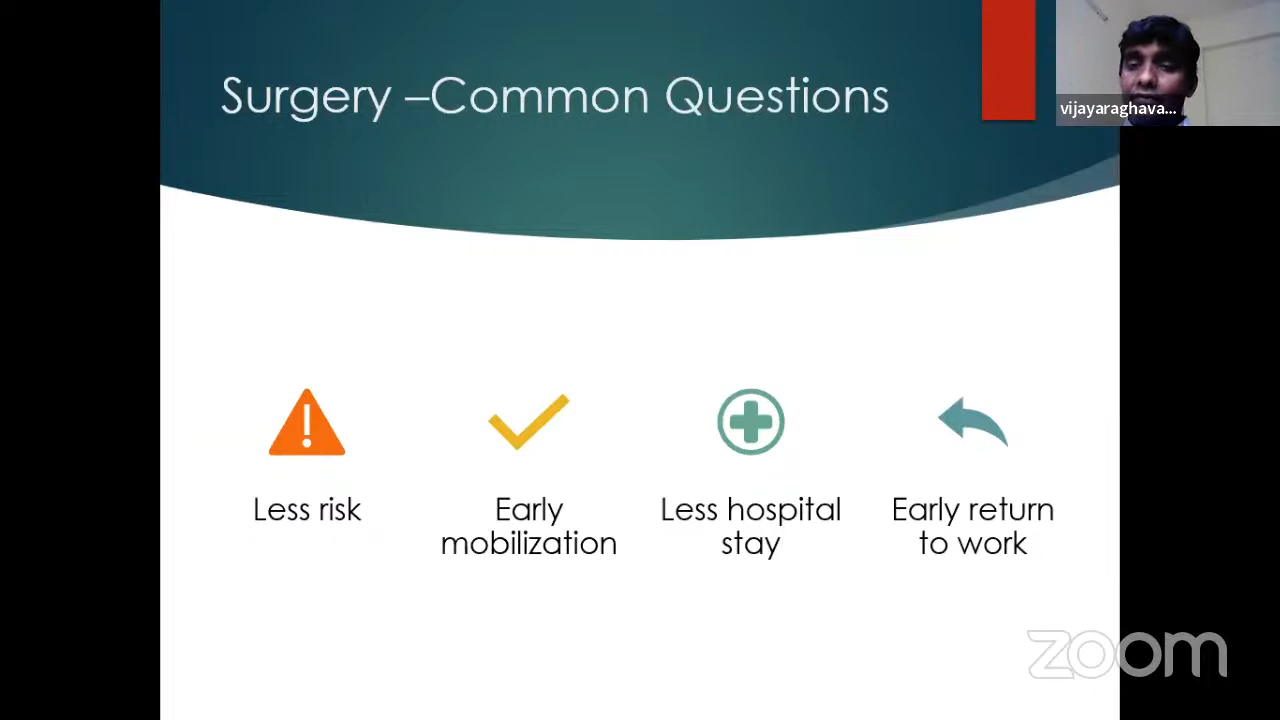 Surgery –Common Questions
vijayaraghava...
Less risk
Early
mobilization
Less hospital
stay
Early return
to work
zoom